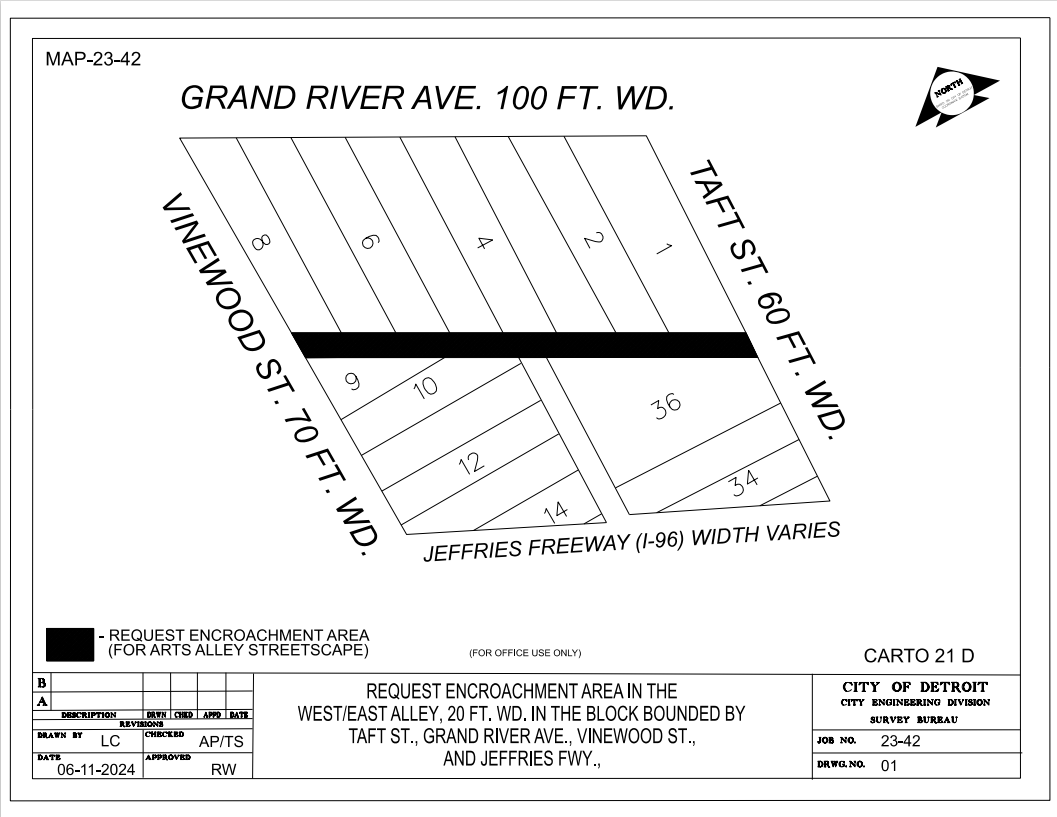 MAP-23-42
GRAND RIVER AVE. 100 FT. WD.
NORTH
VINEWOOD ST. 70 FT. WD.
TAFT ST. 60 FT. WD.
8
6
4
2
1
9
10
36
12
34
14
JEFFRIES FREEWAY (I-96) WIDTH VARIES
- REQUEST ENCROACHMENT AREA
(FOR ARTS ALLEY STREETSCAPE)
(FOR OFFICE USE ONLY)
CARTO 21 D
B
A
DESCRIPTION DRWN CHKD APPD DATE
REVISIONS
DRAWN BY LC CHECKED AP/TS
DATE 06-11-2024 APPROVED RW
REQUEST ENCROACHMENT AREA IN THE
WEST/EAST ALLEY, 20 FT. WD. IN THE BLOCK BOUNDED BY
TAFT ST., GRAND RIVER AVE., VINEWOOD ST.,
AND JEFFRIES FWY.,
CITY OF DETROIT
CITY ENGINEERING DIVISION
SURVEY BUREAU
JOB NO. 23-42
DRWG. NO. 01